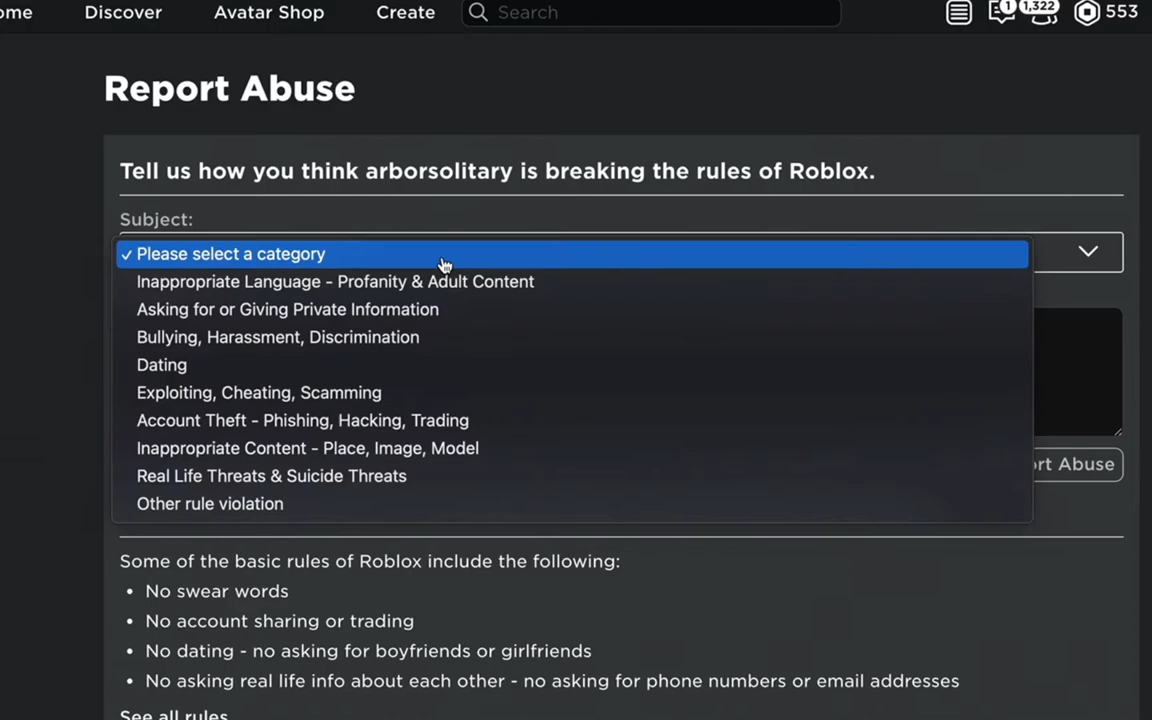 ome Discover Avatar Shop Create Search 1 1,322 553
Report Abuse
Tell us how you think arborsolitary is breaking the rules of Roblox.
Subject:
✓ Please select a category
Inappropriate Language - Profanity & Adult Content
Asking for or Giving Private Information
Bullying, Harassment, Discrimination
Dating
Exploiting, Cheating, Scamming
Account Theft - Phishing, Hacking, Trading
Inappropriate Content - Place, Image, Model
rt Abuse
Real Life Threats & Suicide Threats
Other rule violation
Some of the basic rules of Roblox include the following:
• No swear words
• No account sharing or trading
• No dating - no asking for boyfriends or girlfriends
• No asking real life info about each other - no asking for phone numbers or email addresses
See all rules